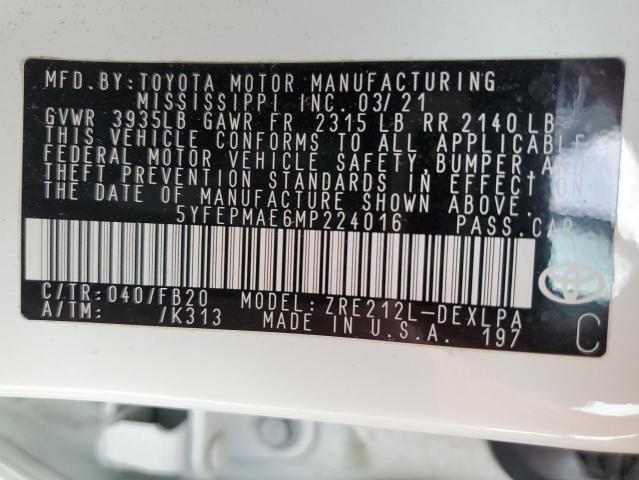 MFD.BY:TOYOTA MOTOR MANUFACTURING
MISSISSIPPI, INC. 03/21
GVWR 3935LB GAWR FR 2315 LB RR 2140 LB
THIS VEHICLE CONFORMS TO ALL APPLICABLE
FEDERAL MOTOR VEHICLE SAFETY, BUMPER, AND
THEFT PREVENTION STANDARDS IN EFFECT ON
THE DATE OF MANUFACTURE SHOWN ABOVE.
5YFEPMAE6MP224016 PASS.CAR
C/TR:040/FB20 MODEL:ZRE212L-DEXLPA
A/TM: /K313 MADE IN U.S.A. 197
C